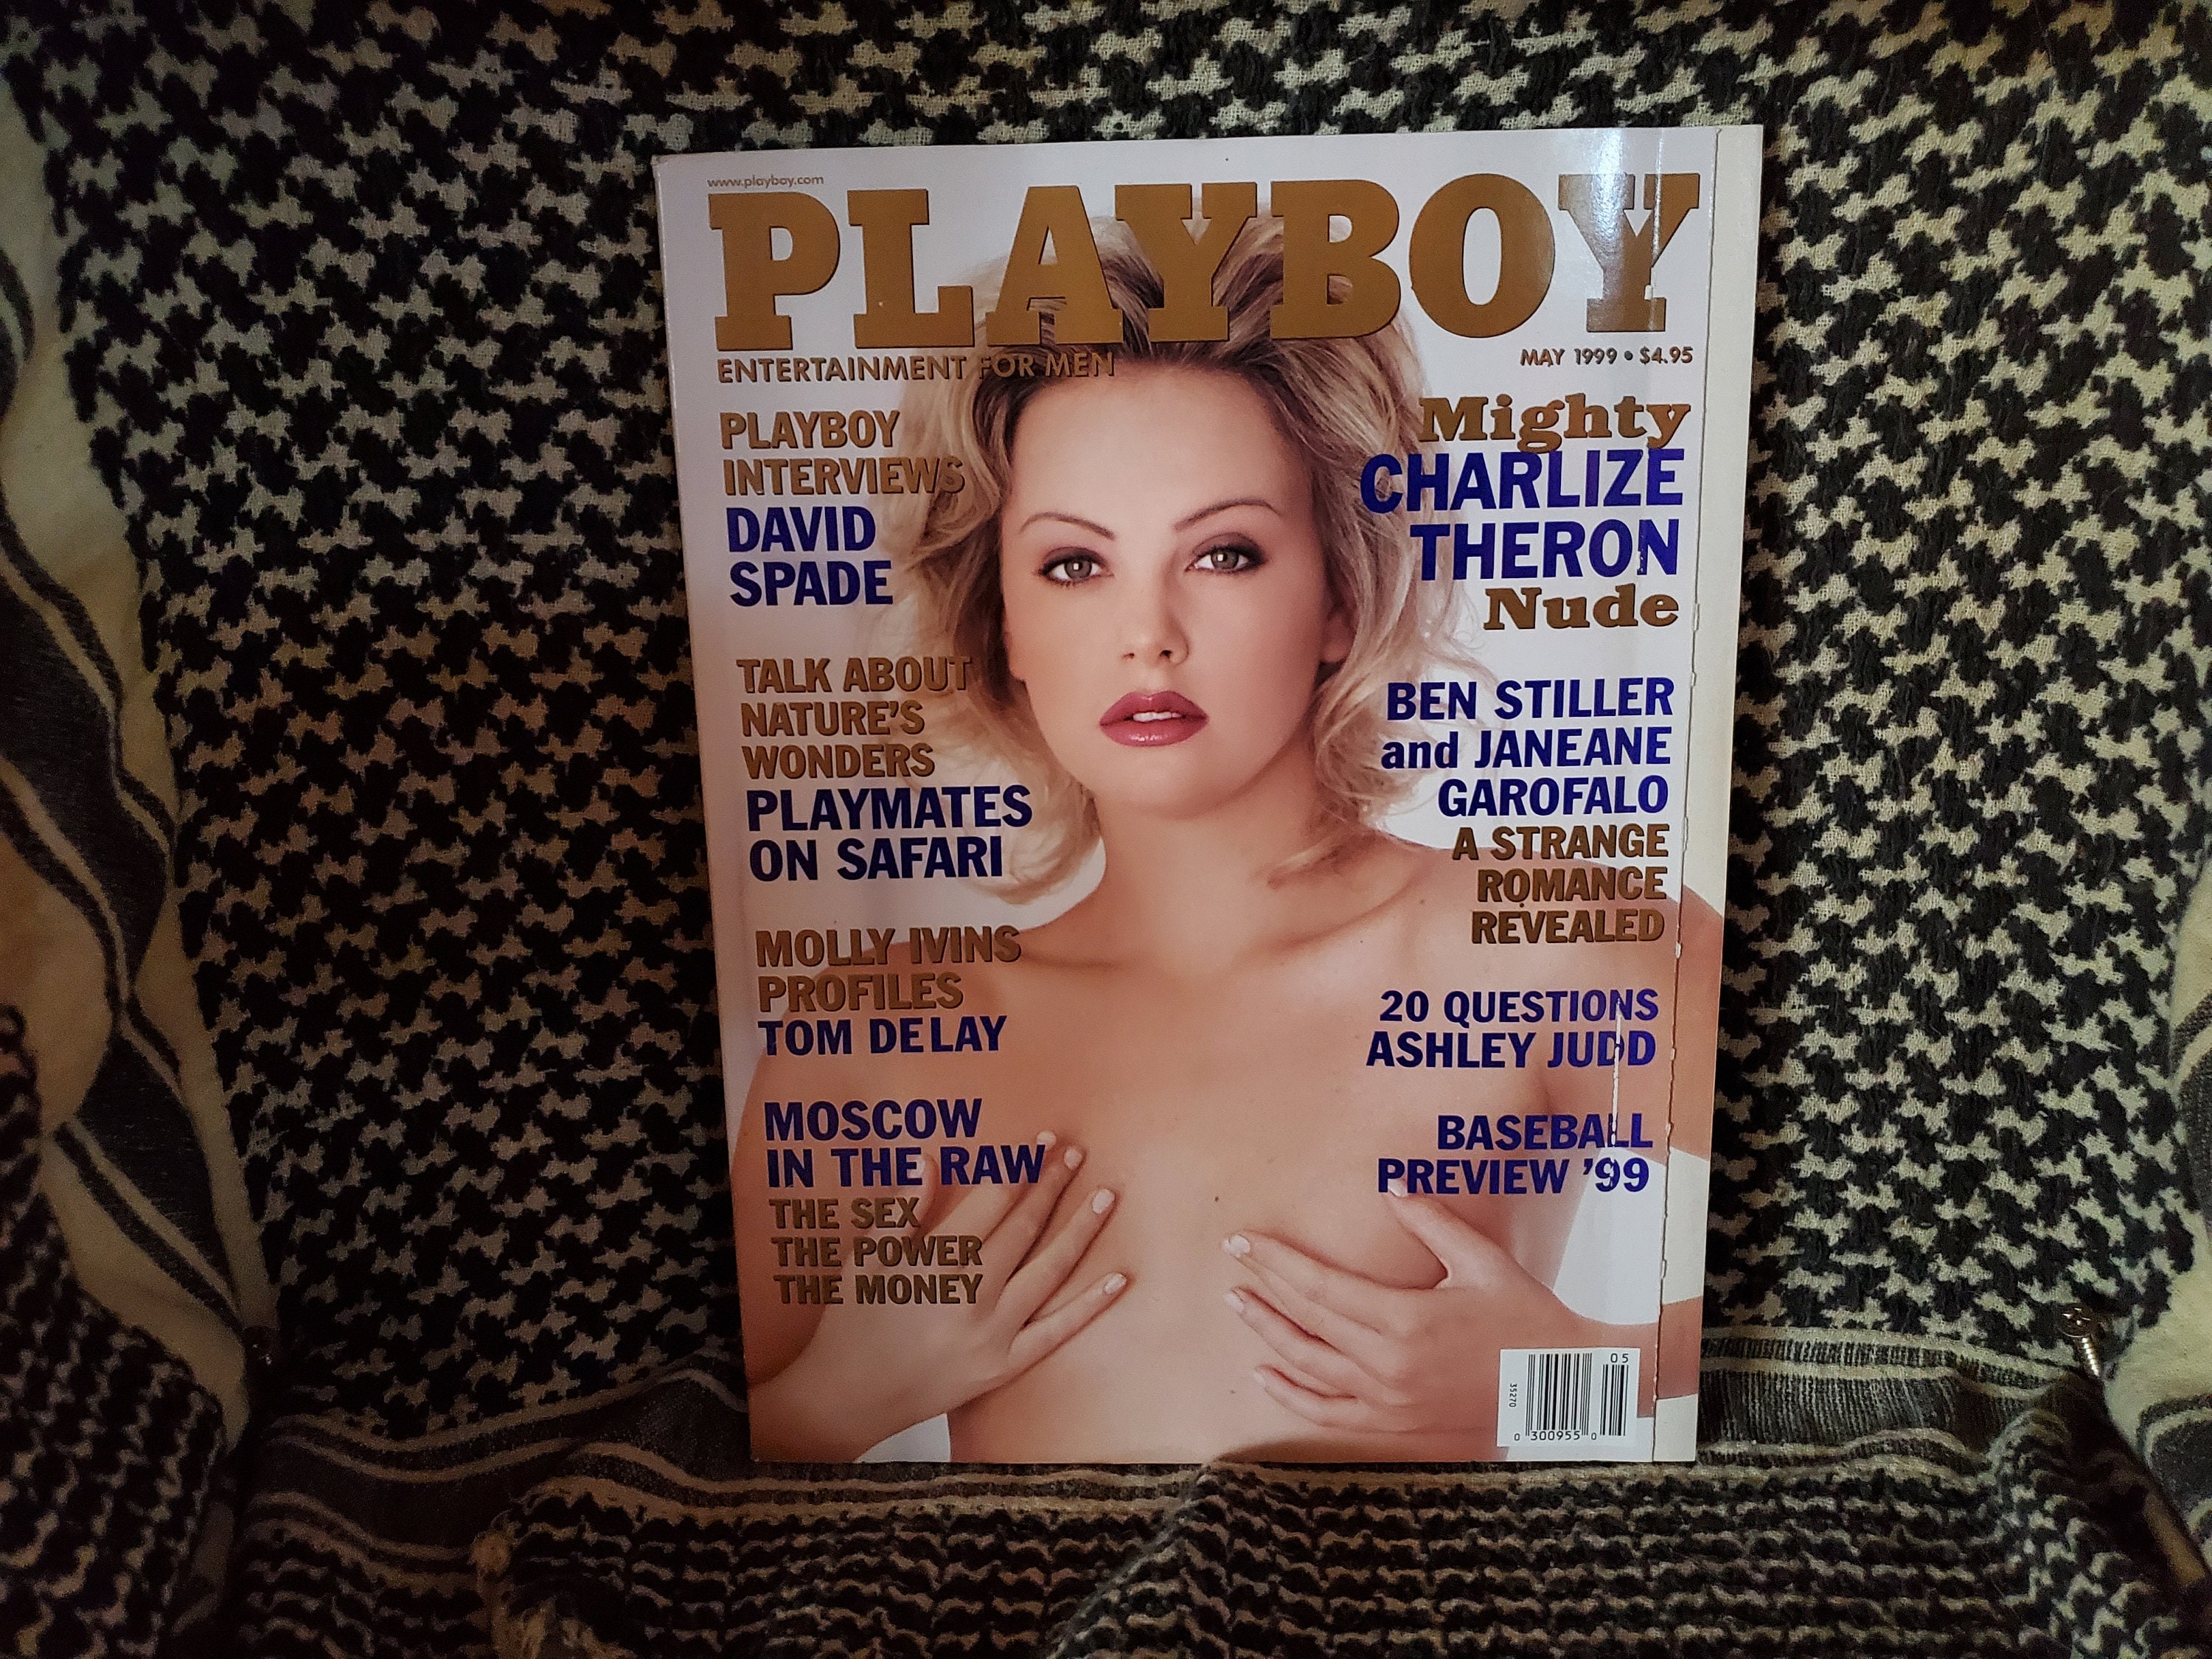 www.playboy.com
PLAYBOY
ENTERTAINMENT FOR MEN
MAY 1999 • $4.95
PLAYBOY
INTERVIEWS
DAVID
SPADE
TALK ABOUT
NATURE'S
WONDERS
PLAYMATES
ON SAFARI
MOLLY IVINS
PROFILES
TOM DELAY
MOSCOW
IN THE RAW
THE SEX
THE POWER
THE MONEY
Mighty
CHARLIZE
THERON
Nude
BEN STILLER
and JANEANE
GAROFALO
A STRANGE
ROMANCE
REVEALED
20 QUESTIONS
ASHLEY JUDD
BASEBALL
PREVIEW '99
05
35270
0 300955 0